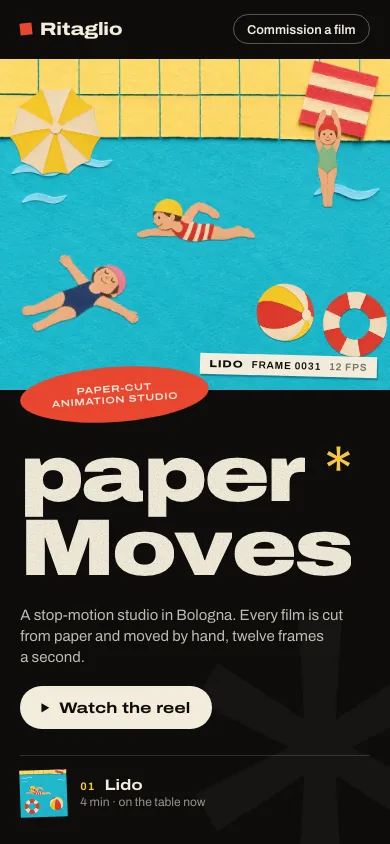 Ritaglio
Commission a film
LIDO FRAME 0031 12 FPS
PAPER-CUT
ANIMATION STUDIO
paper *
Moves
A stop-motion studio in Bologna. Every film is cut
from paper and moved by hand, twelve frames
a second.
Watch the reel
01 Lido
4 min · on the table now